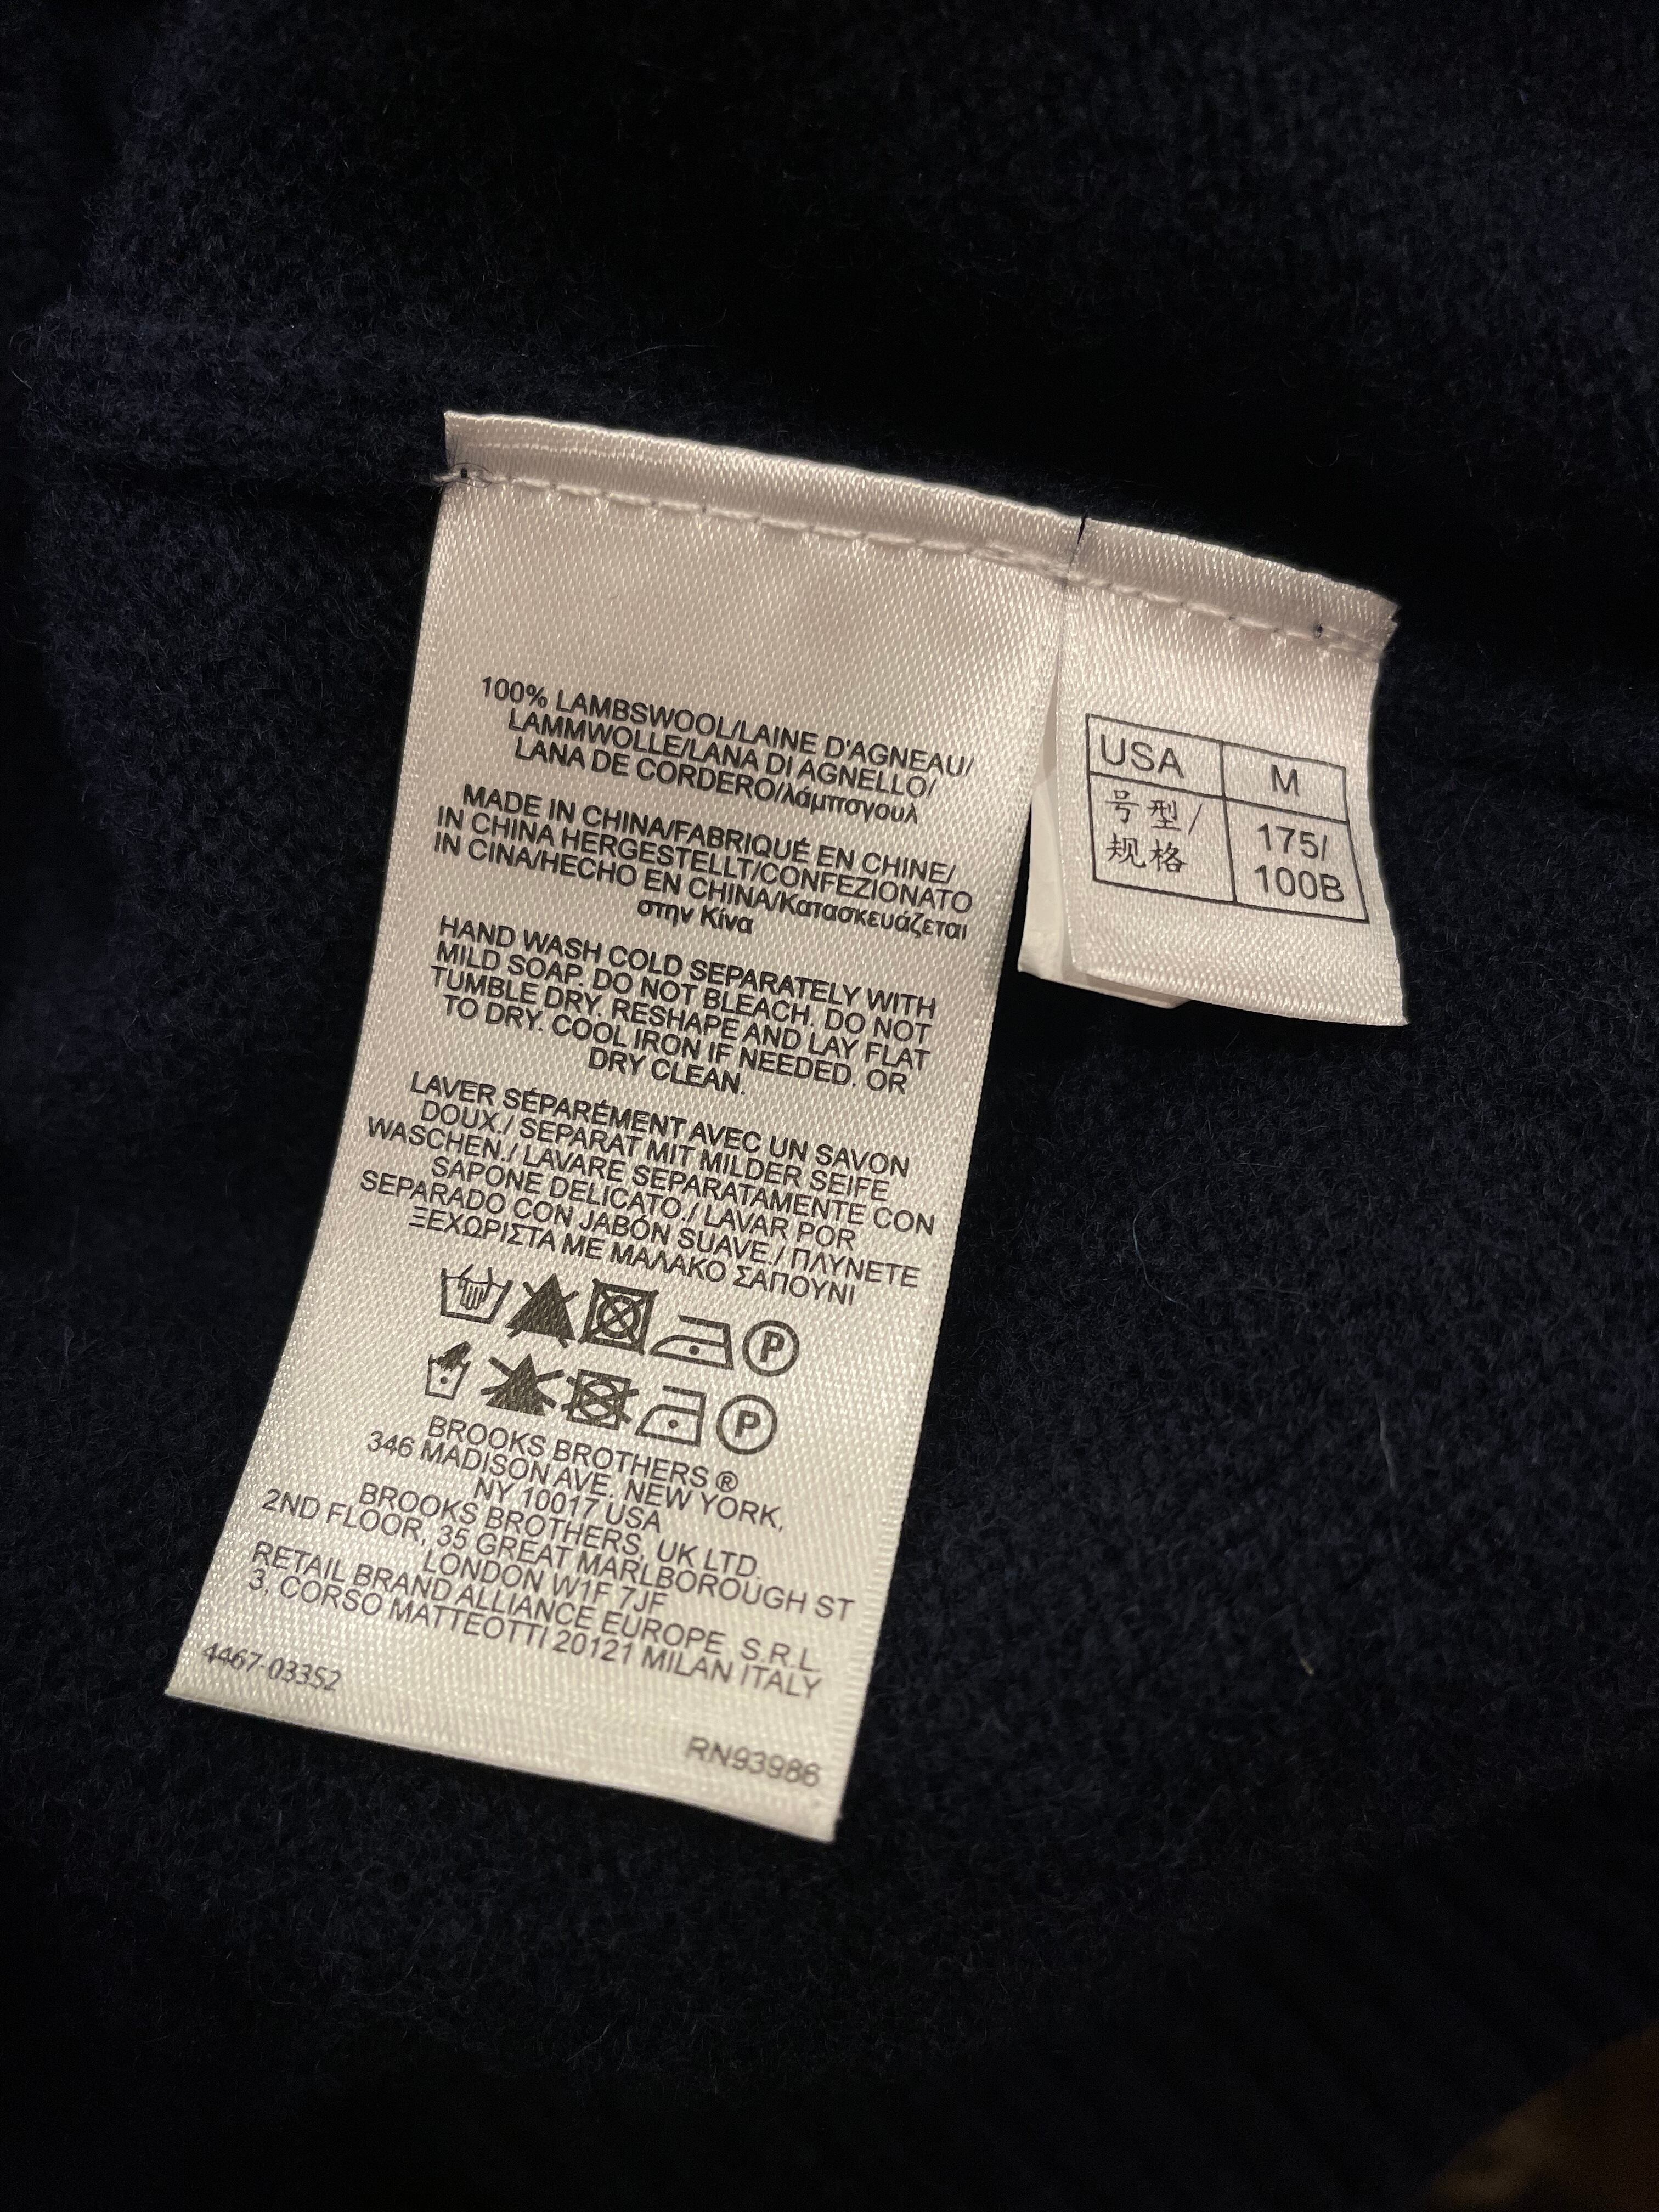 100% LAMBSWOOL/LAINE D'AGNEAU/
LAMMWOLLE/LANA DI AGNELLO/
LANA DE CORDERO/λάμπαγουλ
MADE IN CHINA/FABRIQUÉ EN CHINE/
IN CHINA HERGESTELLT/CONFEZIONATO
IN CINA/HECHO EN CHINA/Κατασκευάζεται
στην Κίνα
HAND WASH COLD SEPARATELY WITH
MILD SOAP. DO NOT BLEACH. DO NOT
TUMBLE DRY. RESHAPE AND LAY FLAT
TO DRY. COOL IRON IF NEEDED. OR
DRY CLEAN.
LAVER SÉPARÉMENT AVEC UN SAVON
DOUX./ SEPARAT MIT MILDER SEIFE
WASCHEN./ LAVARE SEPARATAMENTE CON
SAPONE DELICATO./ LAVAR POR
SEPARADO CON JABÓN SUAVE./ ΠΛΥΝΕΤΕ
ΞΕΧΩΡΙΣΤΑ ΜΕ ΜΑΛΑΚΟ ΣΑΠΟΥΝΙ
P
P
BROOKS BROTHERS ®
346 MADISON AVE. NEW YORK,
NY 10017 USA
BROOKS BROTHERS, UK LTD.
2ND FLOOR, 35 GREAT MARLBOROUGH ST
LONDON W1F 7JF
RETAIL BRAND ALLIANCE EUROPE S.R.L.
3, CORSO MATTEOTTI 20121 MILAN ITALY
4467-03352
RN93986
USA M
号型/ 175/
规格 100B